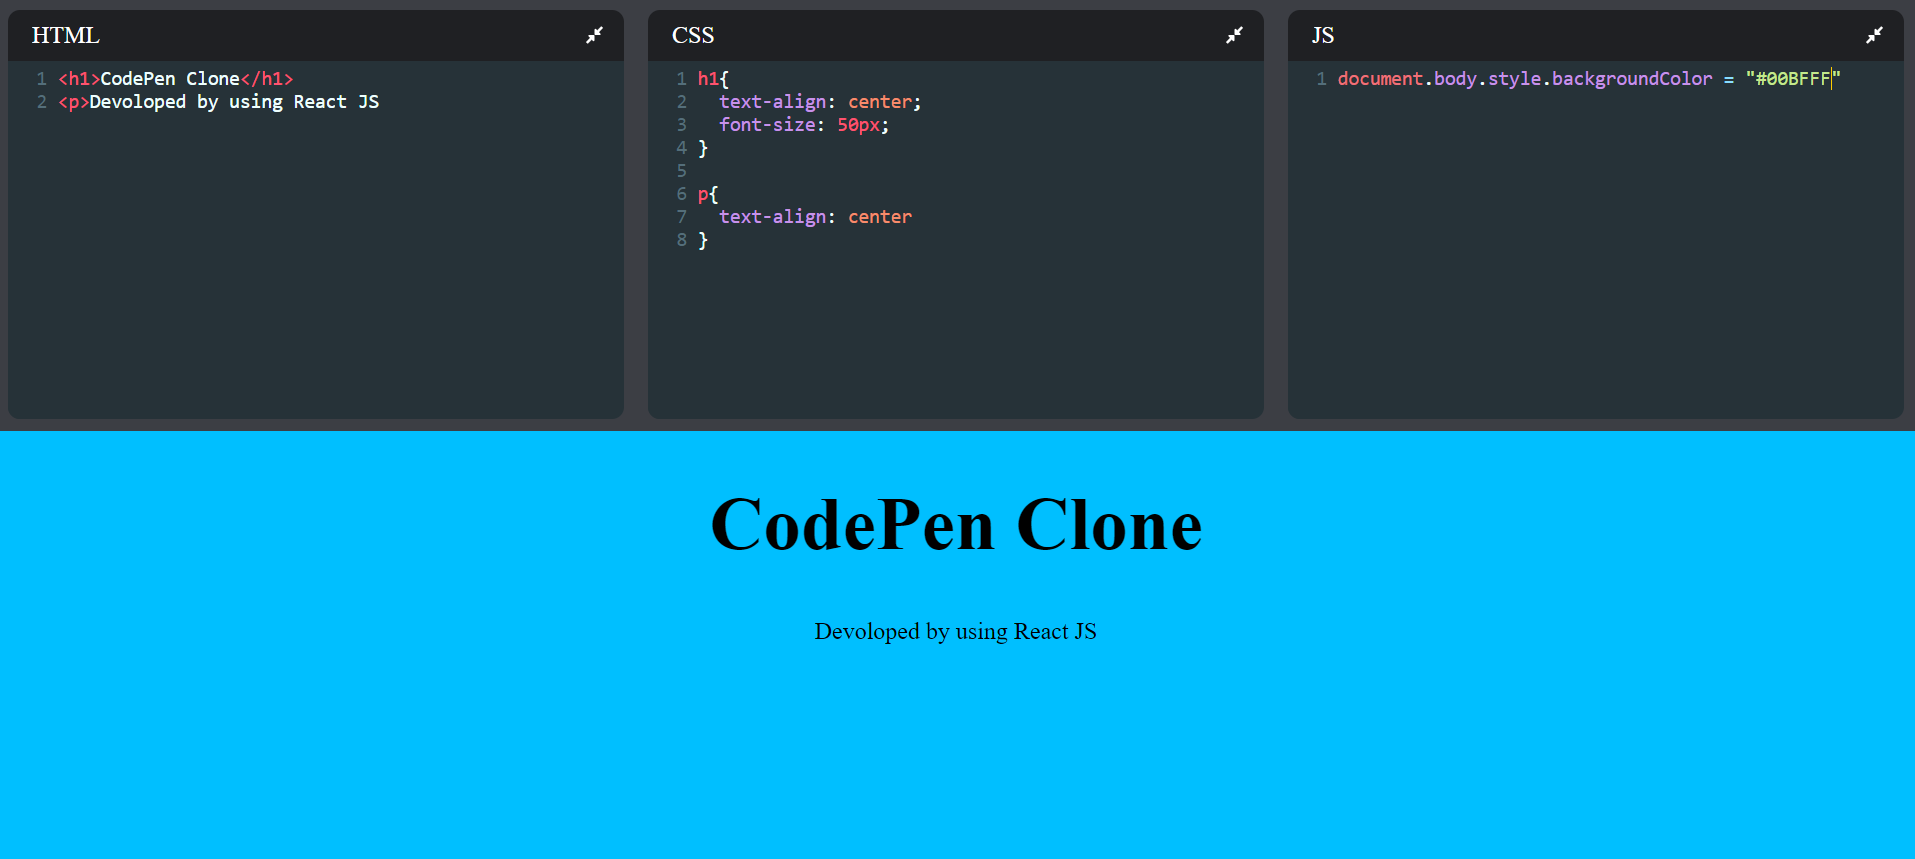 HTML
1 <h1>CodePen Clone</h1>
2 <p>Devoloped by using React JS
CSS
1 h1{
2   text-align: center;
3   font-size: 50px;
4 }
5
6 p{
7   text-align: center
8 }
JS
1 document.body.style.backgroundColor = "#00BFFF"
CodePen Clone
Devoloped by using React JS